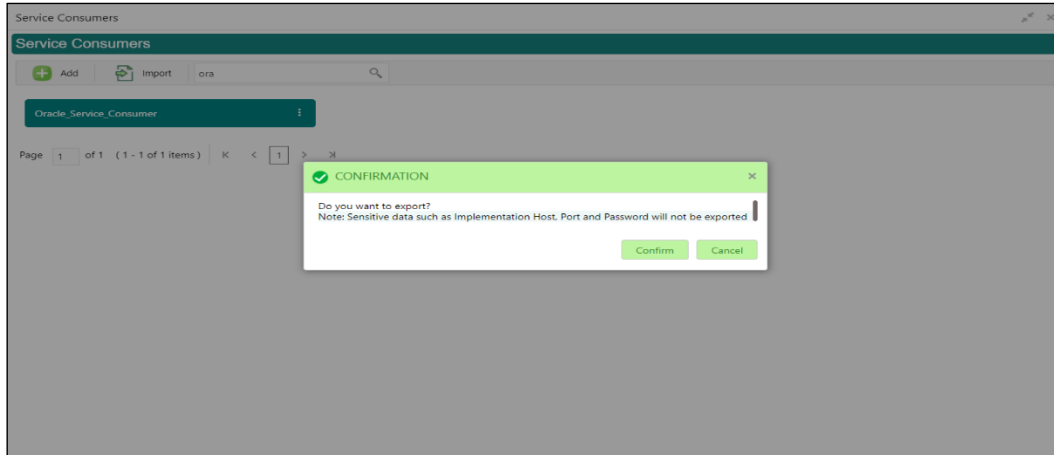 Service Consumers
Service Consumers
Add Import ora
Oracle_Service_Consumer
Page 1 of 1 (1 - 1 of 1 items) K < 1 > >|
CONFIRMATION
Do you want to export?
Note: Sensitive data such as Implementation Host, Port and Password will not be exported
Confirm Cancel